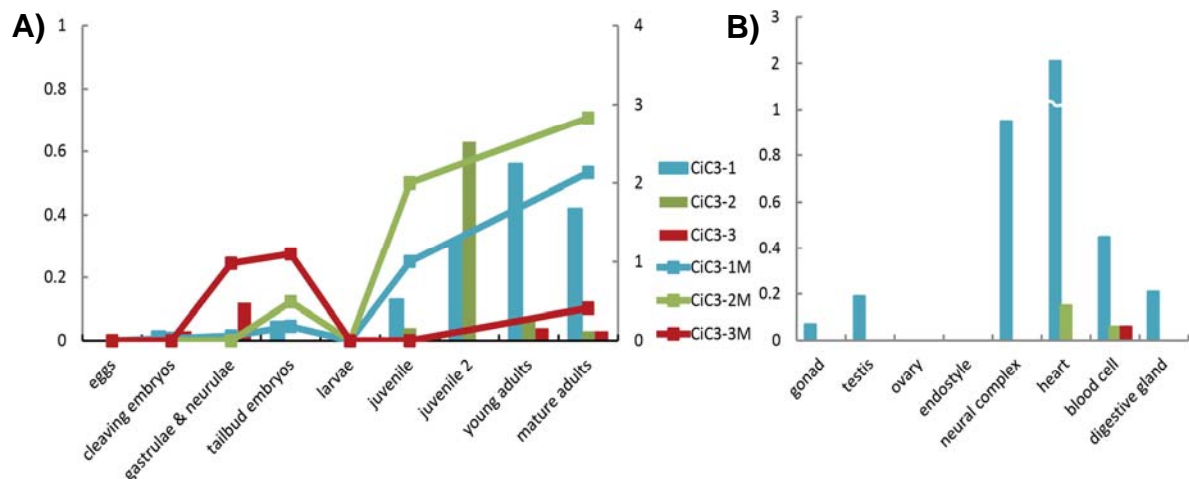 A)
1
0.8
0.6
0.4
0.2
0
4
3
2
1
0
eggs
cleaving embryos
gastrulae & neurulae
tailbud embryos
larvae
juvenile
juvenile 2
young adults
mature adults
CiC3-1
CiC3-2
CiC3-3
CiC3-1M
CiC3-2M
CiC3-3M
B)
3
2
1
0.8
0.6
0.4
0.2
0
gonad
testis
ovary
endostyle
neural complex
heart
blood cell
digestive gland